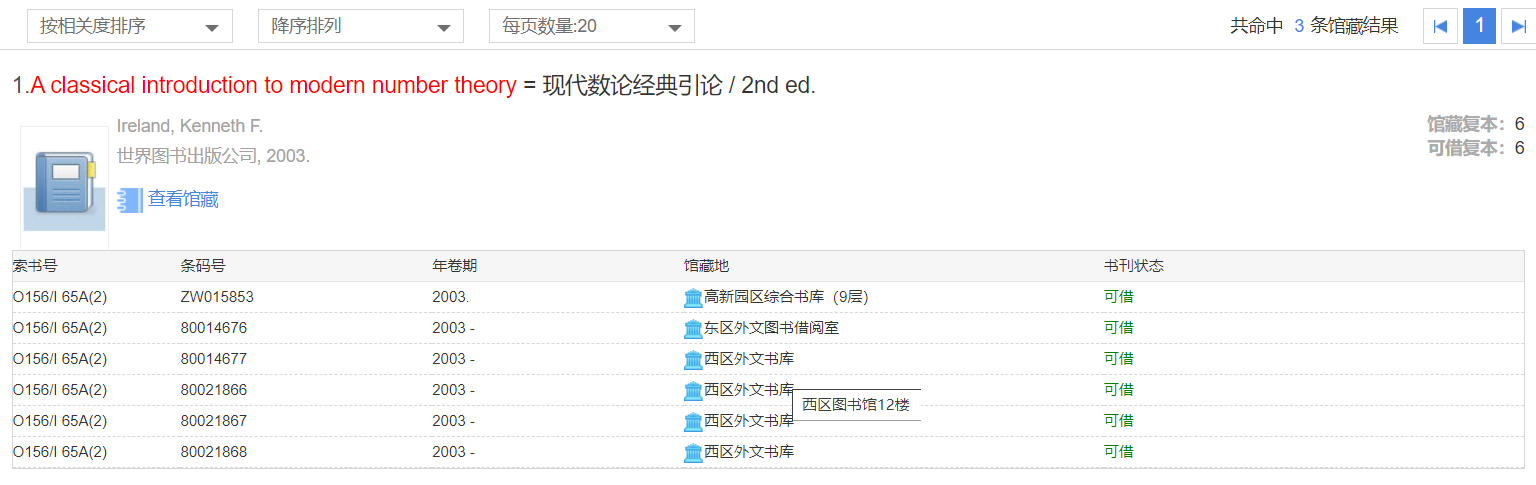 按相关度排序 降序排列 每页数量:20 共命中 3 条馆藏结果 1
1.A classical introduction to modern number theory = 现代数论经典引论 / 2nd ed.
Ireland, Kenneth F. 馆藏复本: 6
世界图书出版公司, 2003. 可借复本: 6
查看馆藏
索书号 条码号 年卷期 馆藏地 书刊状态
O156/I 65A(2) ZW015853 2003. 高新园区综合书库（9层） 可借
O156/I 65A(2) 80014676 2003 - 东区外文图书借阅室 可借
O156/I 65A(2) 80014677 2003 - 西区外文书库 可借
O156/I 65A(2) 80021866 2003 - 西区外文书库 可借
西区图书馆12楼
O156/I 65A(2) 80021867 2003 - 西区外文书库 可借
O156/I 65A(2) 80021868 2003 - 西区外文书库 可借